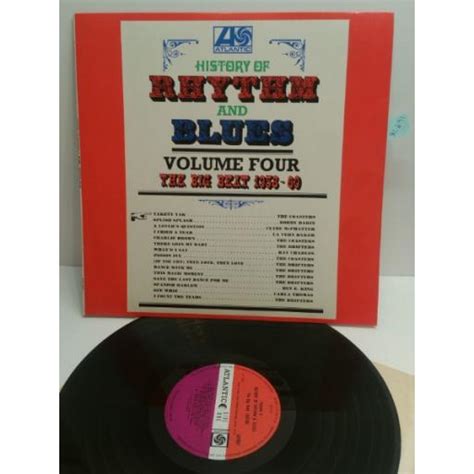 ATLANTIC
HISTORY OF
RHYTHM
AND
BLUES
VOLUME FOUR
THE BIG BEAT 1958-60
YAKETY YAK THE COASTERS
SPLISH SPLASH BOBBY DARIN
A LOVER'S QUESTION CLYDE McPHATTER
I CRIED A TEAR LA VERN BAKER
CHARLIE BROWN THE COASTERS
THERE GOES MY BABY THE DRIFTERS
WHAT'D I SAY RAY CHARLES
POISON IVY THE COASTERS
THE DRIFTERS
DANCE WITH ME THE DRIFTERS
THIS MAGIC MOMENT THE DRIFTERS
SAVE THE LAST DANCE FOR ME THE DRIFTERS
SPANISH HARLEM BEN E. KING
GEE WHIZ CARLA THOMAS
I COUNT THE TEARS THE DRIFTERS
ATLANTIC